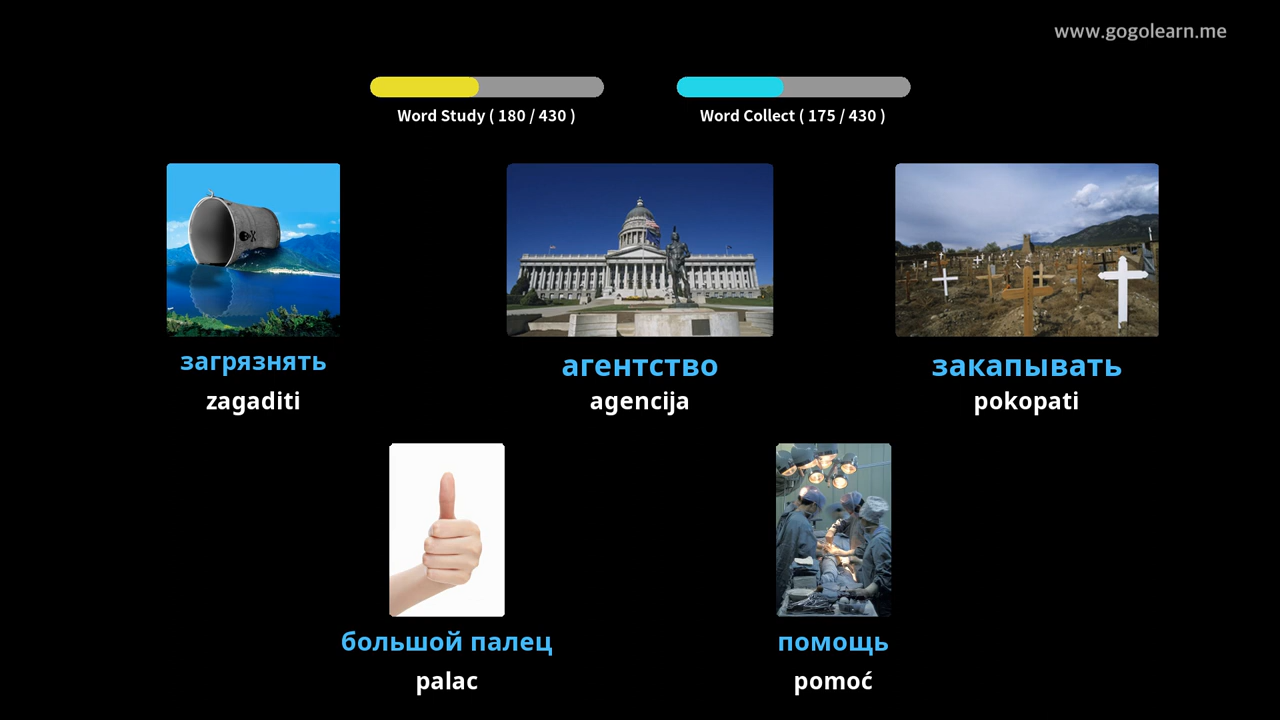 www.gogolearn.me
Word Study ( 180 / 430 )
Word Collect ( 175 / 430 )
загрязнять
zagaditi
агентство
agencija
закапывать
pokopati
большой палец
palac
помощь
pomoć